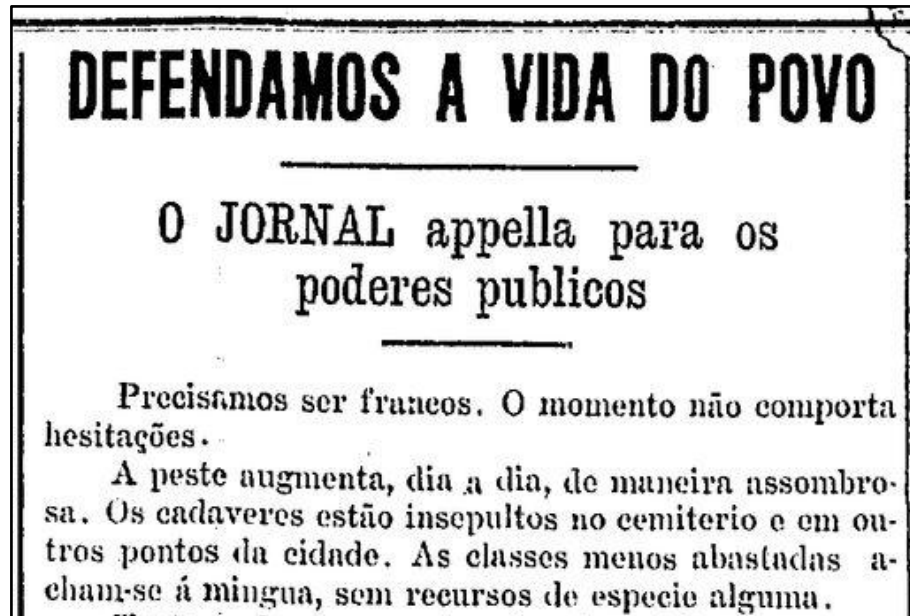 DEFENDAMOS A VIDA DO POVO
O JORNAL appella para os
poderes publicos
Precisamos ser francos. O momento não comporta
hesitações.
A peste augmenta, dia a dia, de maneira assombro-
sa. Os cadaveres estão insepultos no cemiterio e em ou-
tros pontos da cidade. As classes menos abastadas a-
cham-se á mingua, sem recursos de especie alguma.